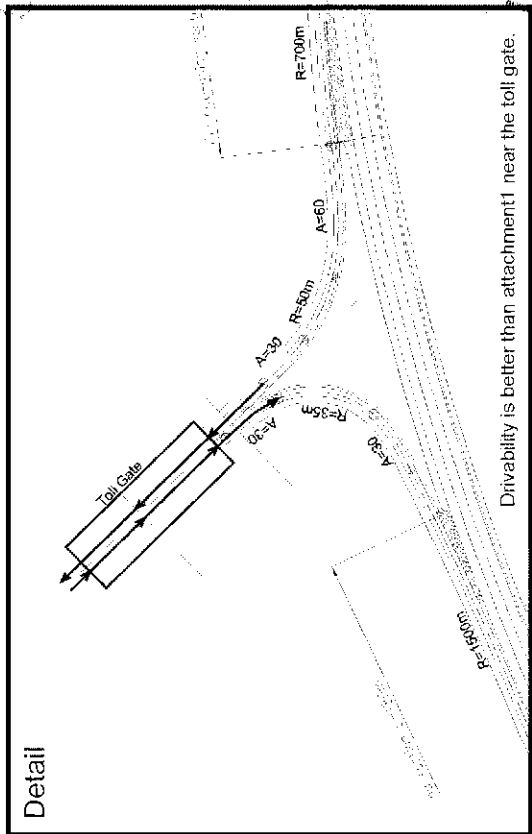 Detail
Toll Gate
A=30
R=50m
A=60
R=700m
A=30
R=35m
A=30
R=1500m
Drivability is better than attachment1 near the toll gate.